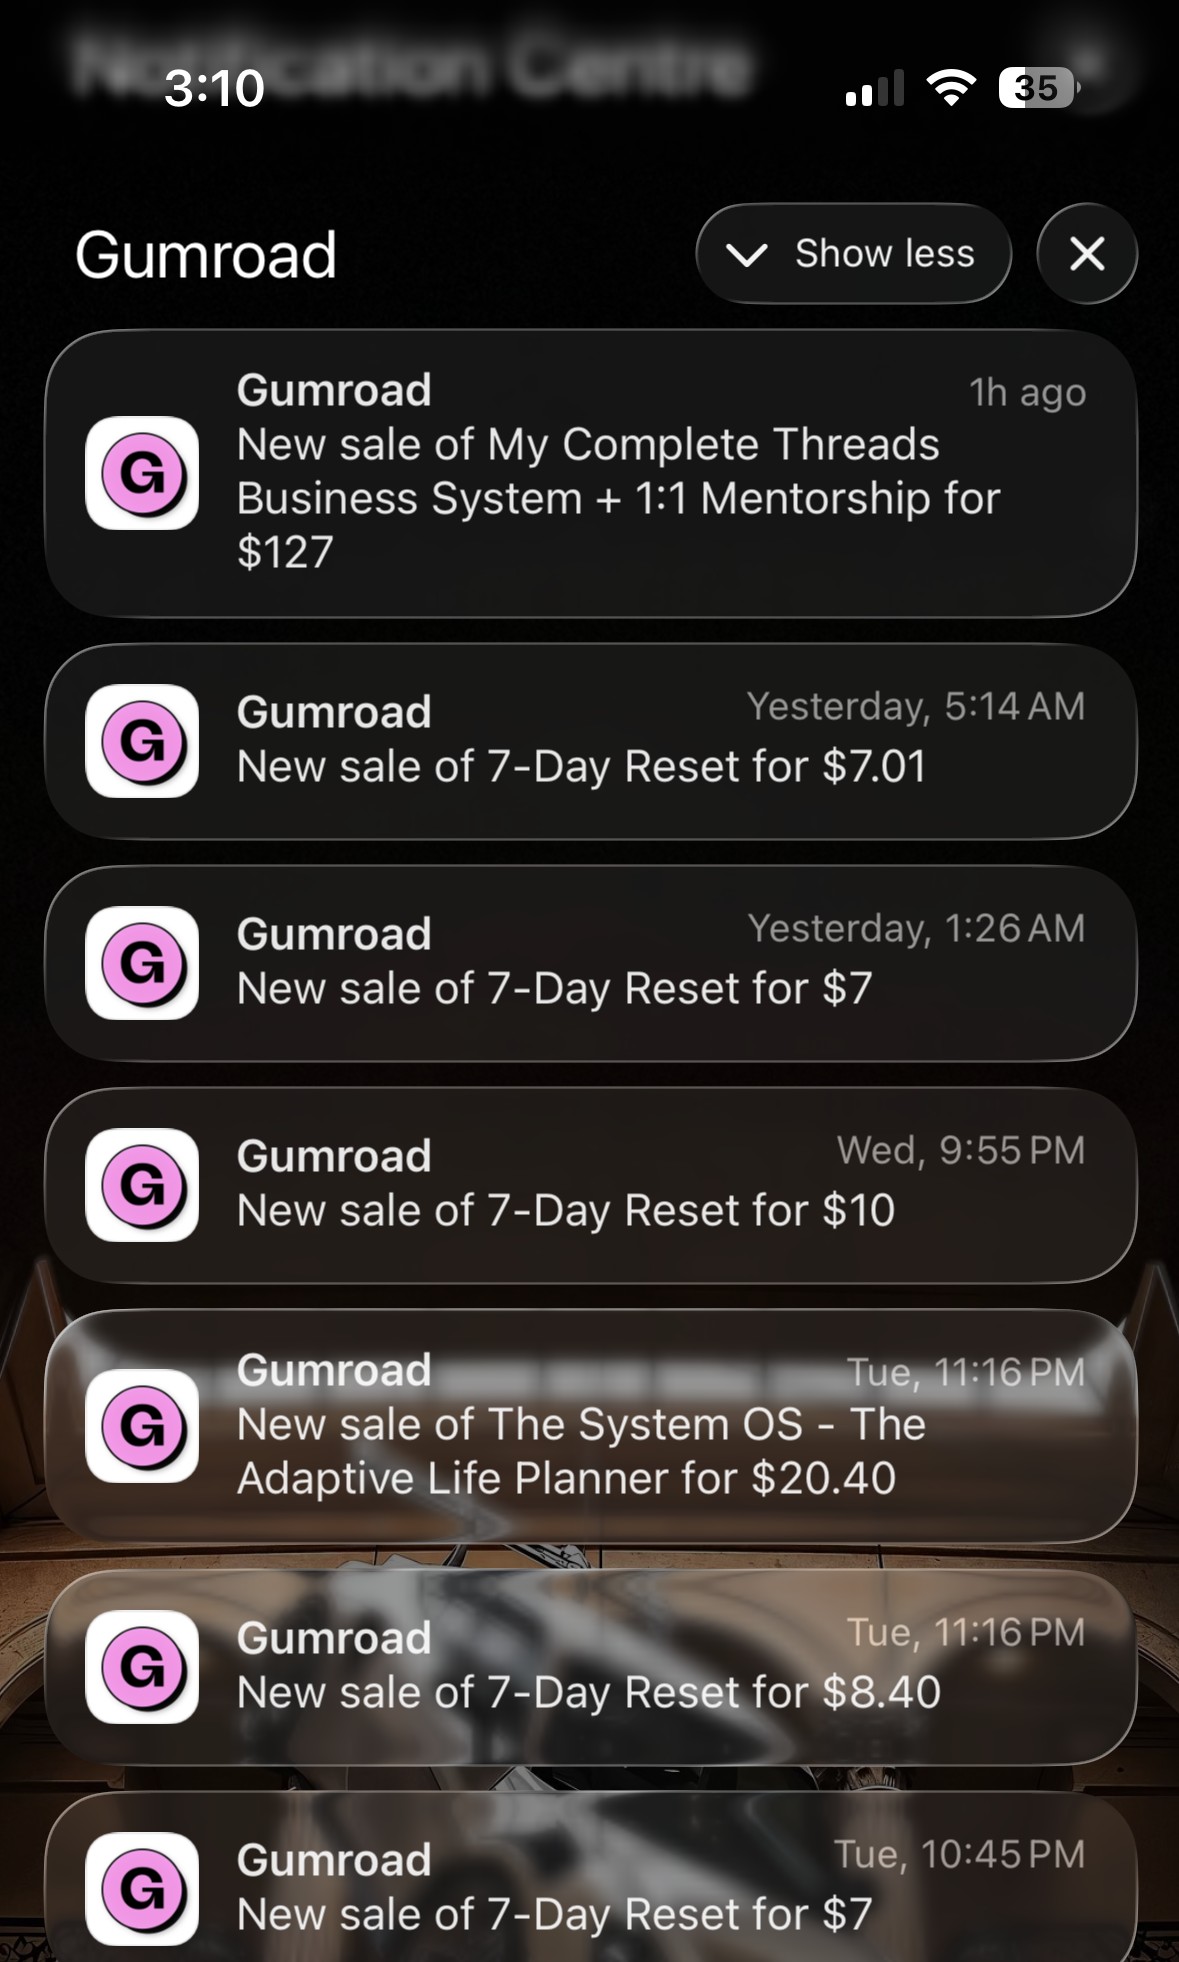 Notification Centre
3:10
35
Gumroad
Show less
Gumroad
1h ago
New sale of My Complete Threads
Business System + 1:1 Mentorship for
$127
G
Gumroad
Yesterday, 5:14 AM
New sale of 7-Day Reset for $7.01
G
Gumroad
Yesterday, 1:26 AM
New sale of 7-Day Reset for $7
G
Gumroad
Wed, 9:55 PM
New sale of 7-Day Reset for $10
G
Gumroad
Tue, 11:16 PM
New sale of The System OS - The
Adaptive Life Planner for $20.40
G
Gumroad
Tue, 11:16 PM
New sale of 7-Day Reset for $8.40
G
Gumroad
Tue, 10:45 PM
New sale of 7-Day Reset for $7
G